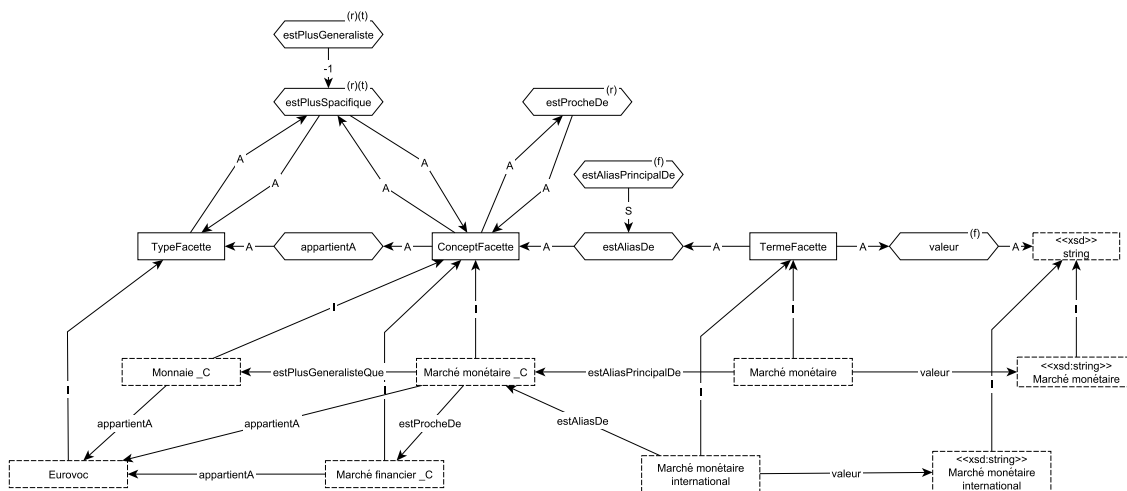 (r)(t)
estPlusGeneraliste
-1
(r)(t)
estPlusSpacifique
(r)
estProcheDe
A
A
A
A
A
A
(f)
estAliasPrincipalDe
S
TypeFacette
A
appartientA
A
ConceptFacette
A
estAliasDe
A
TermeFacette
A
(f)
valeur
A
<<xsd>>
string
I
I
I
I
I
I
I
I
Monnaie _C
estPlusGeneralisteQue
Marché monétaire _C
estAliasPrincipalDe
Marché monétaire
valeur
<<xsd:string>>
Marché monétaire
appartientA
appartientA
estProcheDe
estAliasDe
Eurovoc
appartientA
Marché financier _C
Marché monétaire
international
valeur
<<xsd:string>>
Marché monétaire
international